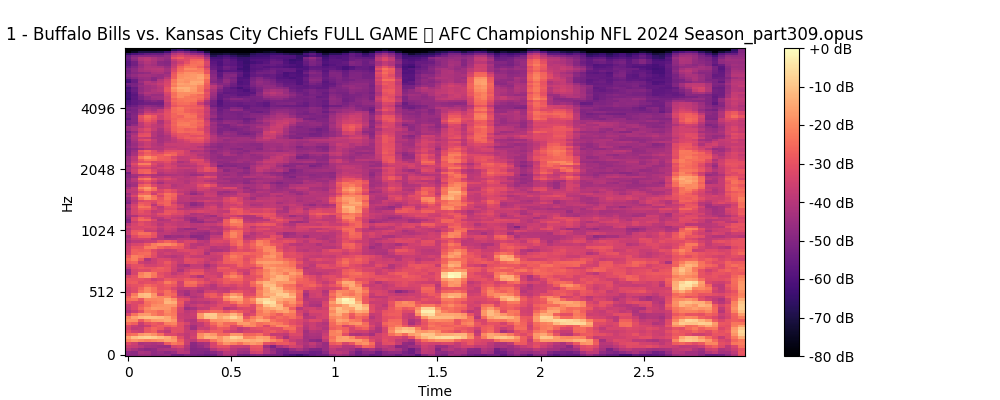 1 - Buffalo Bills vs. Kansas City Chiefs FULL GAME  AFC Championship NFL 2024 Season_part309.opus
+0 dB
-10 dB
-20 dB
-30 dB
-40 dB
-50 dB
-60 dB
-70 dB
-80 dB
4096
2048
1024
512
0
Hz
0
0.5
1
1.5
2
2.5
Time